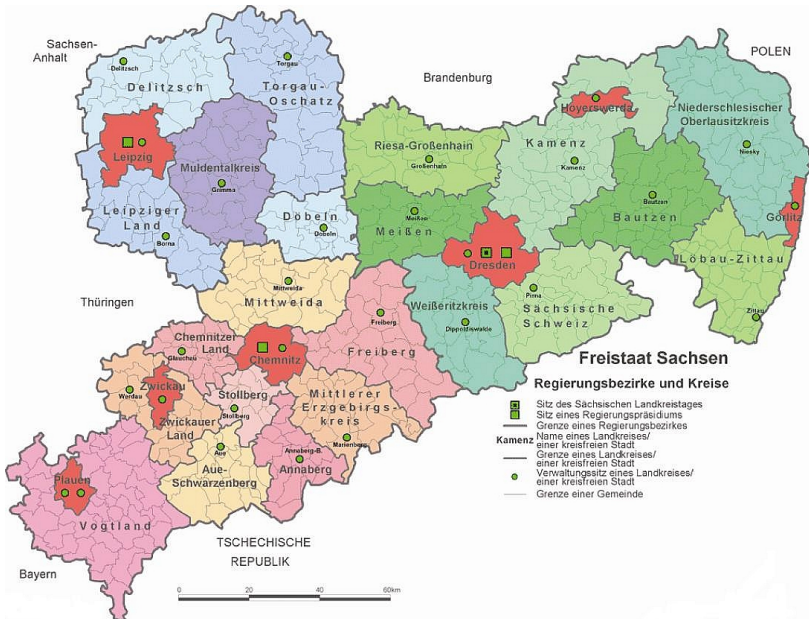 Sachsen-
Anhalt
POLEN
Brandenburg
Thüringen
Bayern
TSCHECHISCHE
REPUBLIK
Delitzsch
Delitzsch
Torgau
Torgau-
Oschatz
Leipzig
Muldentalkreis
Grimma
Leipziger
Land
Borna
Döbeln
Döbeln
Riesa-Großenhain
Großenhain
Meißen
Meißen
Dresden
Kamenz
Kamenz
Hoyerswerda
Niederschlesischer
Oberlausitzkreis
Niesky
Bautzen
Bautzen
Görlitz
Löbau-Zittau
Zittau
Pirna
Sächsische
Schweiz
Weißeritzkreis
Dippoldiswalde
Mittweida
Mittweida
Freiberg
Freiberg
Chemnitzer
Land
Glauchau
Chemnitz
Zwickau
Werdau
Zwickauer
Land
Stollberg
Stollberg
Mittlerer
Erzgebirgs-
kreis
Marienberg
Aue
Aue-
Schwarzenberg
Annaberg-B.
Annaberg
Plauen
Vogtland
Freistaat Sachsen
Regierungsbezirke und Kreise
Sitz des Sächsischen Landkreistages
Sitz eines Regierungspräsidiums
Grenze eines Regierungsbezirkes
Kamenz Name eines Landkreises/
einer kreisfreien Stadt
Grenze eines Landkreises/
einer kreisfreien Stadt
Verwaltungssitz eines Landkreises/
einer kreisfreien Stadt
Grenze einer Gemeinde
0 20 40 60km